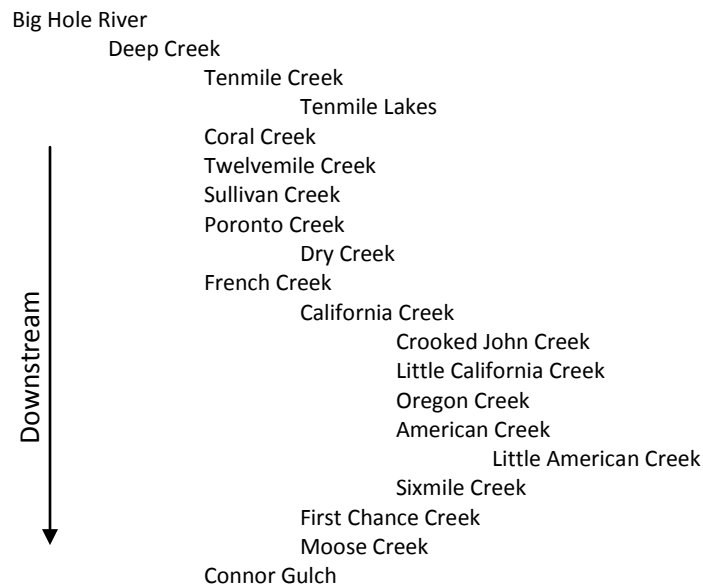 Big Hole River
Deep Creek
Tenmile Creek
Tenmile Lakes
Coral Creek
Twelvemile Creek
Sullivan Creek
Poronto Creek
Dry Creek
French Creek
California Creek
Crooked John Creek
Little California Creek
Oregon Creek
American Creek
Little American Creek
Sixmile Creek
First Chance Creek
Moose Creek
Connor Gulch
Downstream